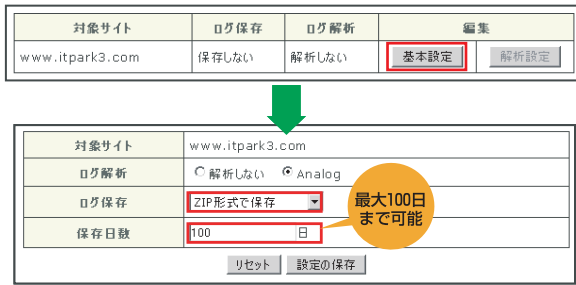 対象サイト ログ保存 ログ解析 編集
www.itpark3.com 保存しない 解析しない 基本設定 解析設定
対象サイト www.itpark3.com
ログ解析 解析しない Analog
ログ保存 ZIP形式で保存
保存日数 100 日
最大100日
まで可能
リセット 設定の保存